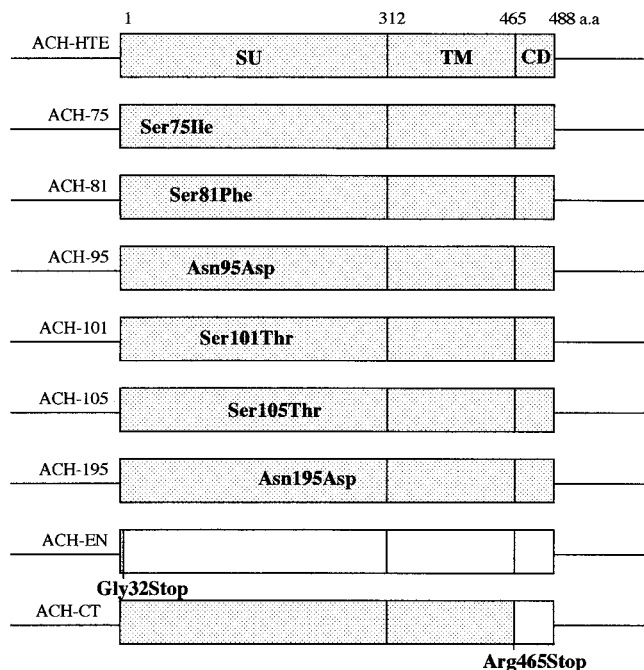 1 312 465 488 a.a
ACH-HTE SU TM CD
ACH-75 Ser75Ile
ACH-81 Ser81Phe
ACH-95 Asn95Asp
ACH-101 Ser101Thr
ACH-105 Ser105Thr
ACH-195 Asn195Asp
ACH-EN
Gly32Stop
ACH-CT
Arg465Stop